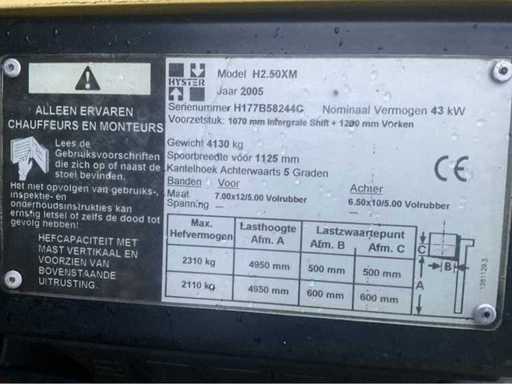 ALLEEN ERVAREN
CHAUFFEURS EN MONTEURS
Lees de
Gebruiksvoorschriften
die zich op of naast de
stoel bevinden.
Het niet opvolgen van gebruiks-,
inspektie- en
onderhoudsinstrukties kan
ernstig letsel of zelfs de dood tot
gevolg hebben!
HEFCAPACITEIT MET
MAST VERTIKAAL EN
VOORZIEN VAN
BOVENSTAANDE
UITRUSTING.
HYSTER
Model H2.50XM
Jaar 2005
Serienummer H177B58244C Nominaal Vermogen 43 kW
Voorzetstuk: 1070 mm Intergrale Shift + 1200 mm Vorken
Gewicht 4130 kg
Spoorbreedte vóór 1125 mm
Kantelhoek Achterwaarts 5 Graden
CE
Banden Voor Achter
Maat. 7.00x12/5.00 Volrubber 6.50x10/5.00 Volrubber
Spanning: — —
Max. Hefvermogen Lasthoogte Afm. A Lastzwaartepunt Afm. B Afm. C
2310 kg 4950 mm 500 mm 500 mm
2110 kg 4950 mm 600 mm 600 mm
C
B
A